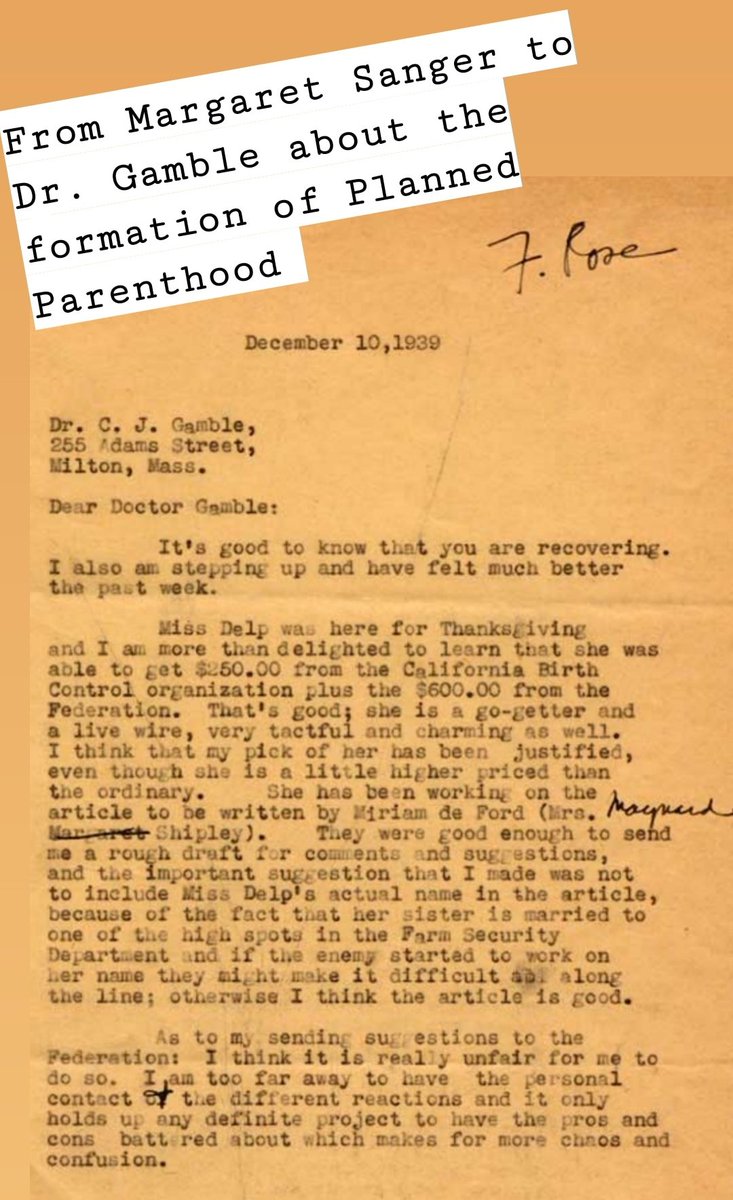 From Margaret Sanger to
Dr. Gamble about the
formation of Planned
Parenthood
F. Rose
December 10,1939
Dr. C. J. Gamble,
255 Adams Street,
Milton, Mass.
Dear Doctor Gamble:
It's good to know that you are recovering.
I also am stepping up and have felt much better
the past week.
Miss Delp was here for Thanksgiving
and I am more than delighted to learn that she was
able to get $250.00 from the California Birth
Control organization plus the $600.00 from the
Federation. That's good; she is a go-getter and
a live wire, very tactful and charming as well.
I think that my pick of her has been justified,
even though she is a little higher priced than
the ordinary. She has been working on the
article to be written by Miriam de Ford (Mrs. Maynard
Margaret Shipley). They were good enough to send
me a rough draft for comments and suggestions,
and the important suggestion that I made was not
to include Miss Delp's actual name in the article,
because of the fact that her sister is married to
one of the high spots in the Farm Security
Department and if the enemy started to work on
her name they might make it difficult along
the line; otherwise I think the article is good.
As to my sending suggestions to the
Federation: I think it is really unfair for me to
do so. I am too far away to have the personal
contact of the different reactions and it only
holds up any definite project to have the pros and
cons battered about which makes for more chaos and
confusion.